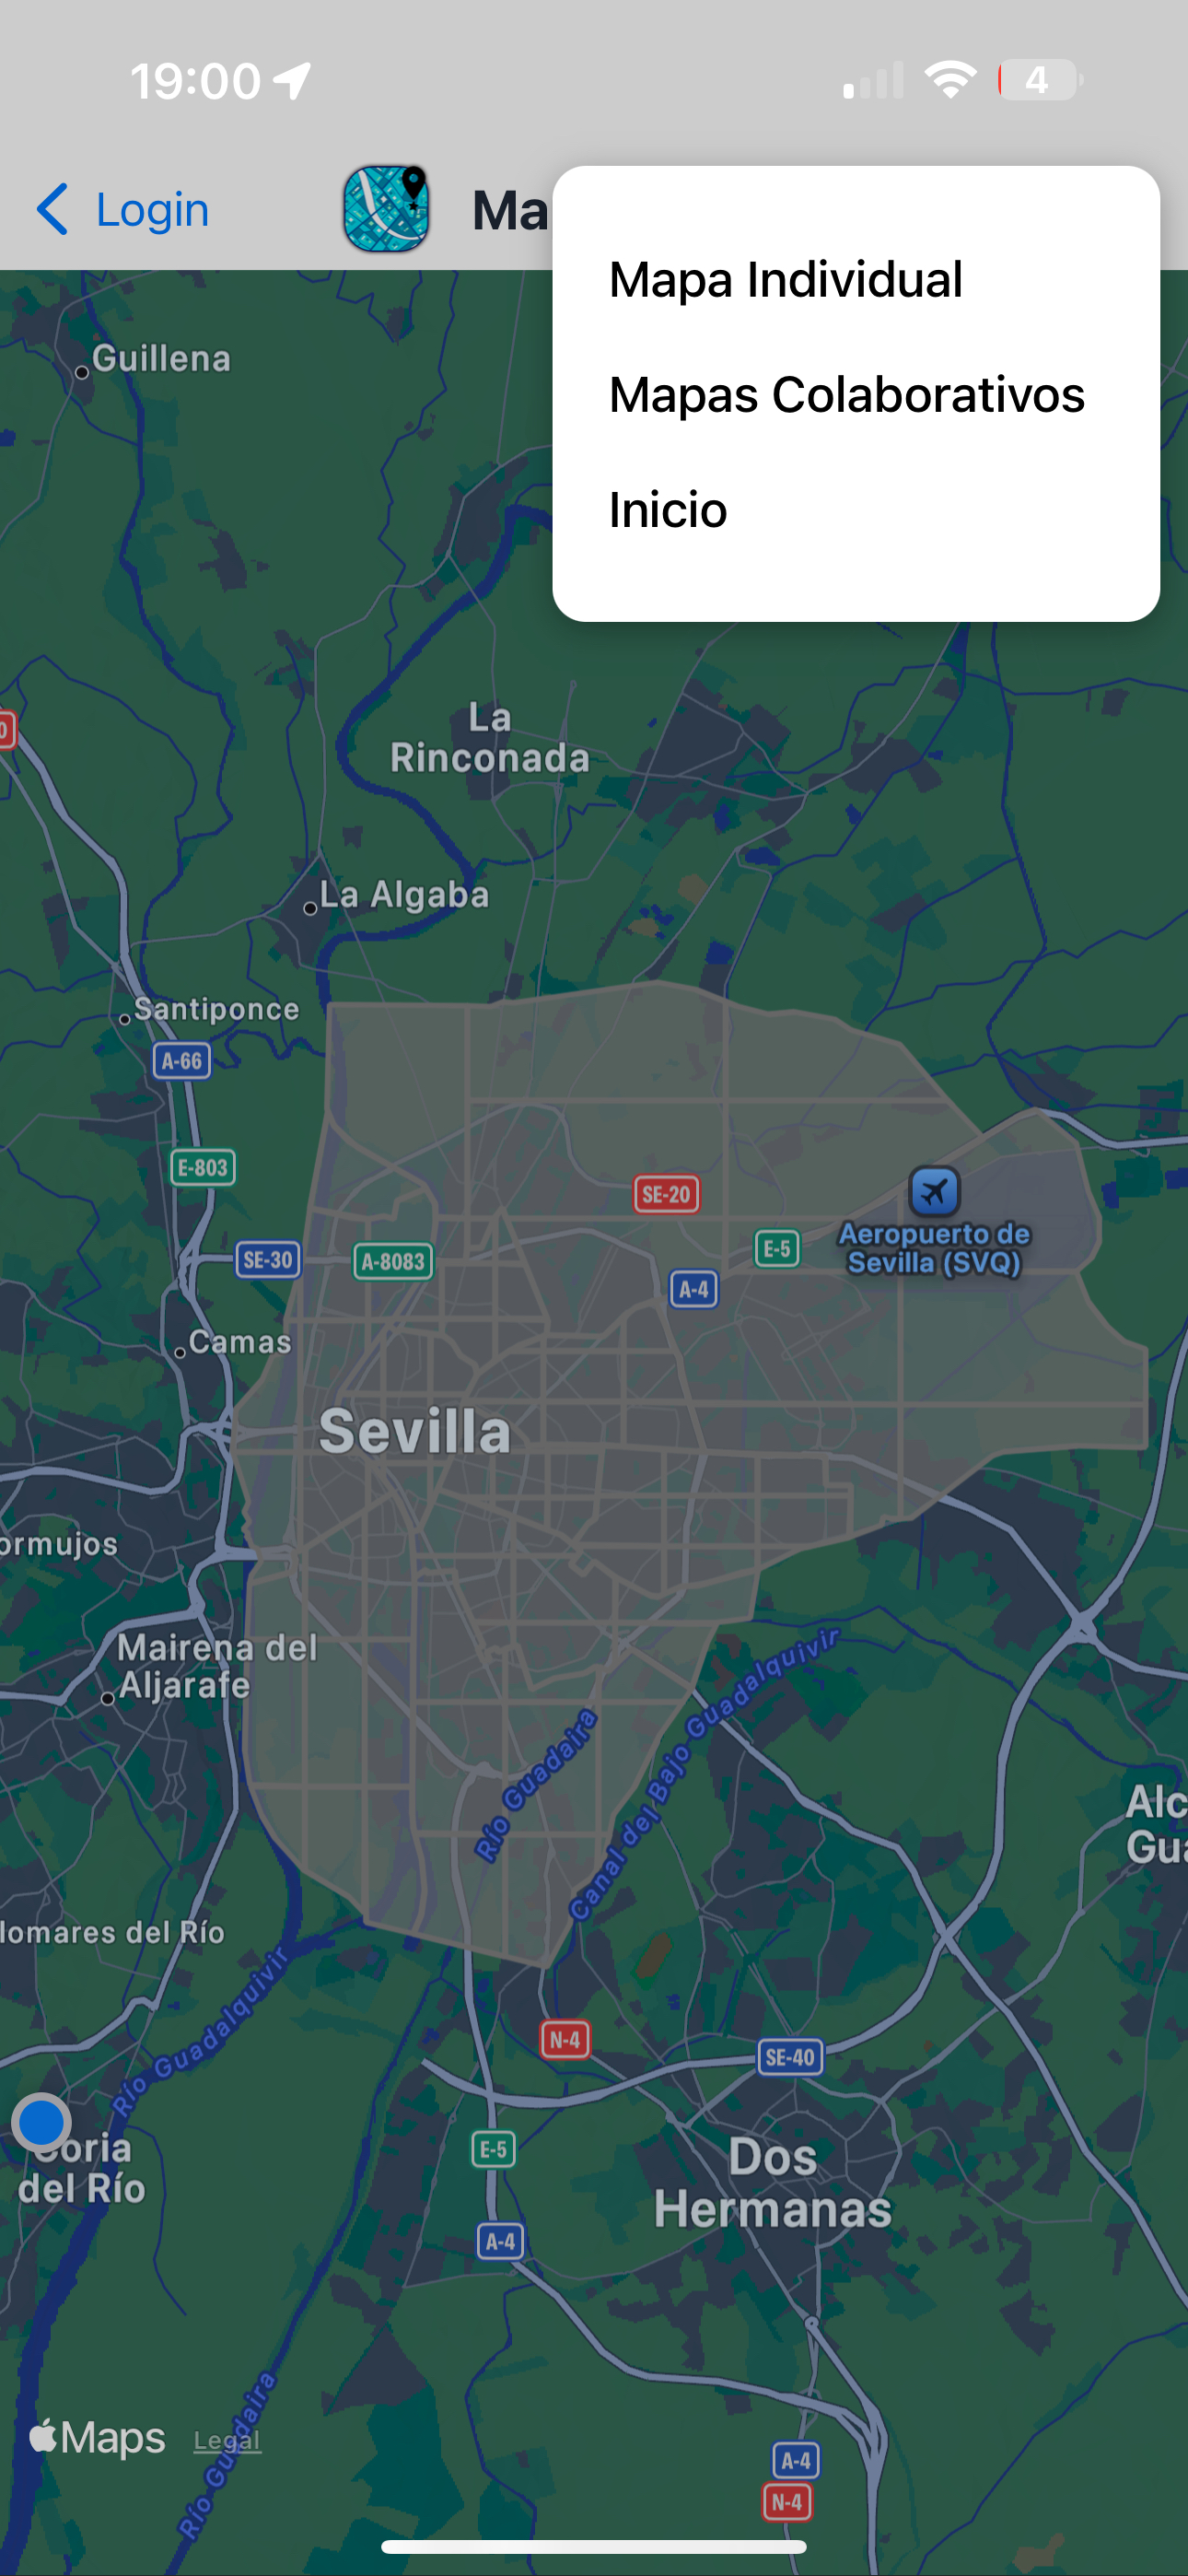 19:00
4
Login
Ma
Mapa Individual
Mapas Colaborativos
Inicio
Guillena
La
Rinconada
La Algaba
Santiponce
A-66
E-803
SE-20
Aeropuerto de
Sevilla (SVQ)
E-5
SE-30
A-8083
A-4
Camas
Sevilla
ormujos
Mairena del
Aljarafe
Río Guadaira
Canal del Bajo Guadalquivir
Alc
Gua
lomares del Río
Río Guadalquivir
N-4
SE-40
oria
del Río
E-5
Dos
Hermanas
A-4
Río Guadaira
Maps
Legal
A-4
N-4